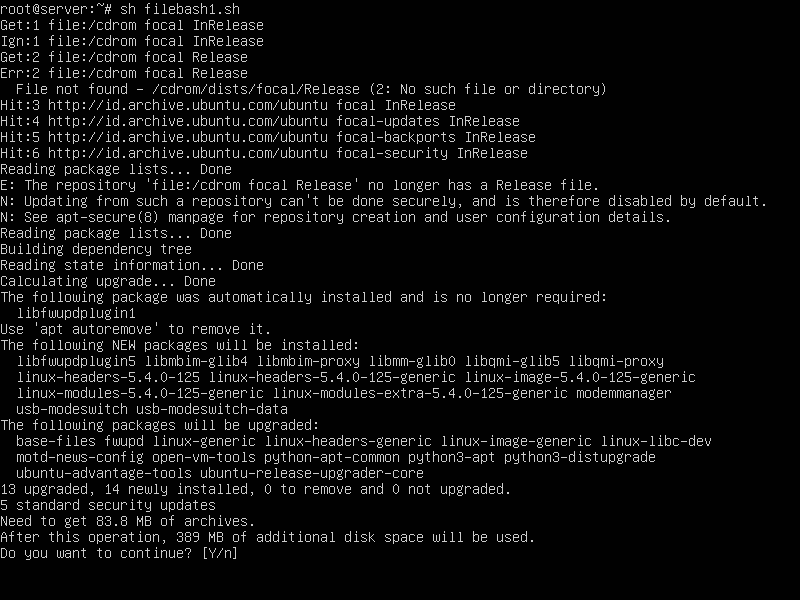 root@server:~# sh filebash1.sh
Get:1 file:/cdrom focal InRelease
Ign:1 file:/cdrom focal InRelease
Get:2 file:/cdrom focal Release
Err:2 file:/cdrom focal Release
  File not found - /cdrom/dists/focal/Release (2: No such file or directory)
Hit:3 http://id.archive.ubuntu.com/ubuntu focal InRelease
Hit:4 http://id.archive.ubuntu.com/ubuntu focal-updates InRelease
Hit:5 http://id.archive.ubuntu.com/ubuntu focal-backports InRelease
Hit:6 http://id.archive.ubuntu.com/ubuntu focal-security InRelease
Reading package lists... Done
E: The repository 'file:/cdrom focal Release' no longer has a Release file.
N: Updating from such a repository can't be done securely, and is therefore disabled by default.
N: See apt-secure(8) manpage for repository creation and user configuration details.
Reading package lists... Done
Building dependency tree
Reading state information... Done
Calculating upgrade... Done
The following package was automatically installed and is no longer required:
  libfwupdplugin1
Use 'apt autoremove' to remove it.
The following NEW packages will be installed:
  libfwupdplugin5 libmbim-glib4 libmbim-proxy libmm-glib0 libqmi-glib5 libqmi-proxy
  linux-headers-5.4.0-125 linux-headers-5.4.0-125-generic linux-image-5.4.0-125-generic
  linux-modules-5.4.0-125-generic linux-modules-extra-5.4.0-125-generic modemmanager
  usb-modeswitch usb-modeswitch-data
The following packages will be upgraded:
  base-files fwupd linux-generic linux-headers-generic linux-image-generic linux-libc-dev
  motd-news-config open-vm-tools python-apt-common python3-apt python3-distupgrade
  ubuntu-advantage-tools ubuntu-release-upgrader-core
13 upgraded, 14 newly installed, 0 to remove and 0 not upgraded.
5 standard security updates
Need to get 83.8 MB of archives.
After this operation, 389 MB of additional disk space will be used.
Do you want to continue? [Y/n]